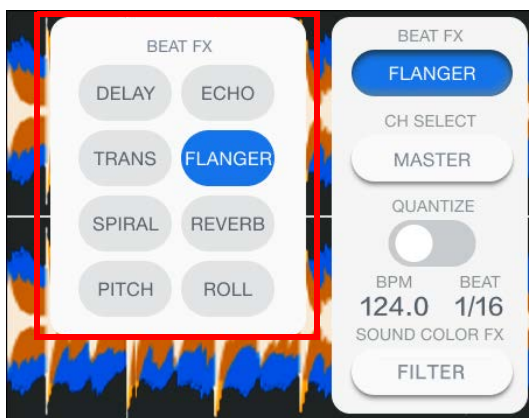 BEAT FX
DELAY ECHO
TRANS FLANGER
SPIRAL REVERB
PITCH ROLL
BEAT FX
FLANGER
CH SELECT
MASTER
QUANTIZE
BPM BEAT
124.0 1/16
SOUND COLOR FX
FILTER